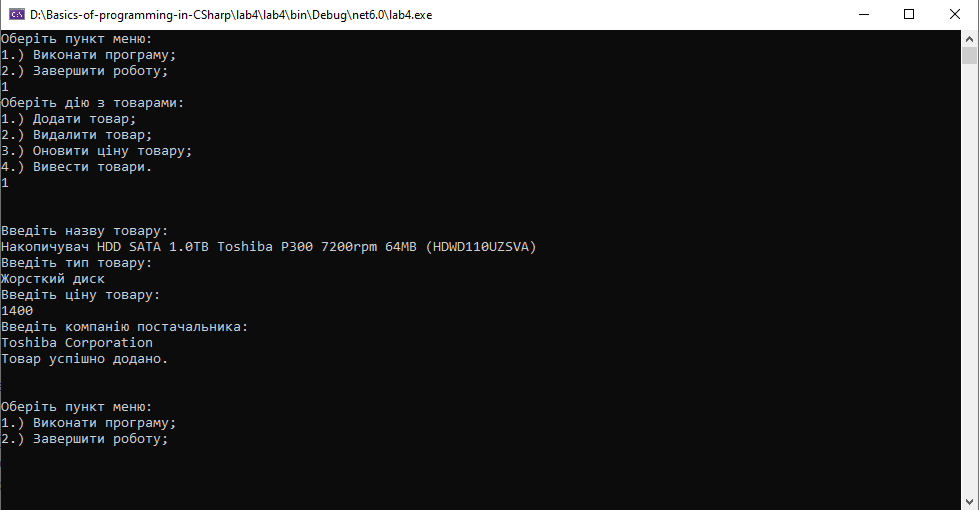 D:\Basics-of-programming-in-CSharp\lab4\lab4\bin\Debug\net6.0\lab4.exe
Оберіть пункт меню:
1.) Виконати програму;
2.) Завершити роботу;
1
Оберіть дію з товарами:
1.) Додати товар;
2.) Видалити товар;
3.) Оновити ціну товару;
4.) Вивести товари.
1
Введіть назву товару:
Накопичувач HDD SATA 1.0TB Toshiba P300 7200rpm 64MB (HDWD110UZSVA)
Введіть тип товару:
Жорсткий диск
Введіть ціну товару:
1400
Введіть компанію постачальника:
Toshiba Corporation
Товар успішно додано.
Оберіть пункт меню:
1.) Виконати програму;
2.) Завершити роботу;